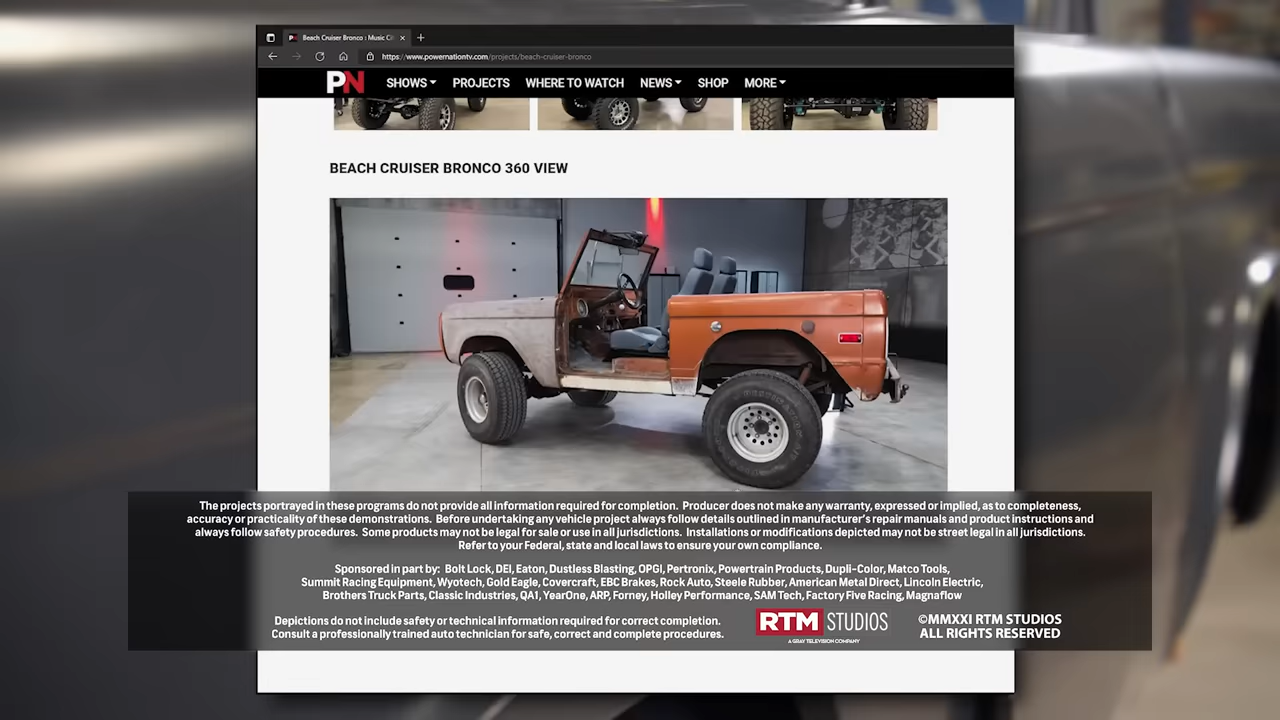 Beach Cruiser Bronco : Music Ci
https://www.powernationtv.com/projects/beach-cruiser-bronco
PN SHOWS PROJECTS WHERE TO WATCH NEWS SHOP MORE
BEACH CRUISER BRONCO 360 VIEW
The projects portrayed in these programs do not provide all information required for completion. Producer does not make any warranty, expressed or implied, as to completeness,
accuracy or practicality of these demonstrations. Before undertaking any vehicle project always follow details outlined in manufacturer's repair manuals and product instructions and
always follow safety procedures. Some products may not be legal for sale or use in all jurisdictions. Installations or modifications depicted may not be street legal in all jurisdictions.
Refer to your Federal, state and local laws to ensure your own compliance.
Sponsored in part by: Bolt Lock, DEI, Eaton, Dustless Blasting, OPGI, Pertronix, Powertrain Products, Dupli-Color, Matco Tools,
Summit Racing Equipment, Wyotech, Gold Eagle, Covercraft, EBC Brakes, Rock Auto, Steele Rubber, American Metal Direct, Lincoln Electric,
Brothers Truck Parts, Classic Industries, QA1, YearOne, ARP, Forney, Holley Performance, SAM Tech, Factory Five Racing, Magnaflow
Depictions do not include safety or technical information required for correct completion.
Consult a professionally trained auto technician for safe, correct and complete procedures.
RTM STUDIOS
A GRAY TELEVISION COMPANY
©MMXXI RTM STUDIOS
ALL RIGHTS RESERVED